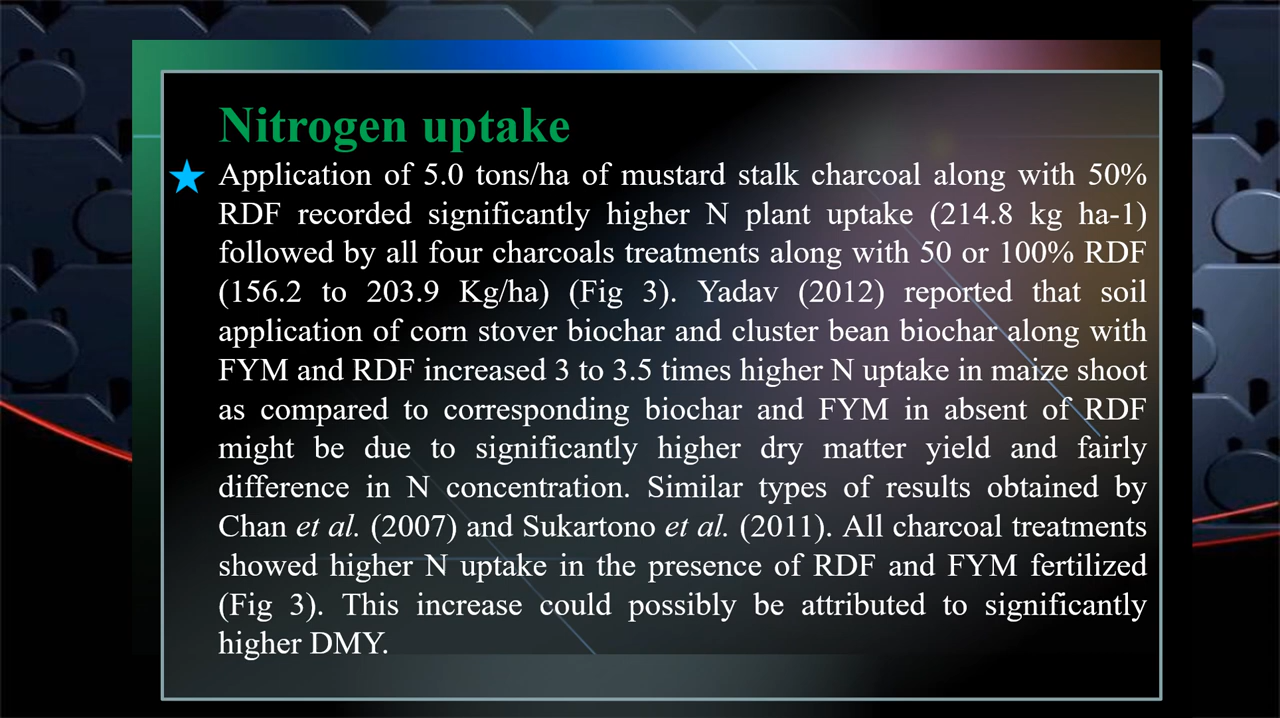 Nitrogen uptake
Application of 5.0 tons/ha of mustard stalk charcoal along with 50%
RDF recorded significantly higher N plant uptake (214.8 kg ha-1)
followed by all four charcoals treatments along with 50 or 100% RDF
(156.2 to 203.9 Kg/ha) (Fig 3). Yadav (2012) reported that soil
application of corn stover biochar and cluster bean biochar along with
FYM and RDF increased 3 to 3.5 times higher N uptake in maize shoot
as compared to corresponding biochar and FYM in absent of RDF
might be due to significantly higher dry matter yield and fairly
difference in N concentration. Similar types of results obtained by
Chan et al. (2007) and Sukartono et al. (2011). All charcoal treatments
showed higher N uptake in the presence of RDF and FYM fertilized
(Fig 3). This increase could possibly be attributed to significantly
higher DMY.